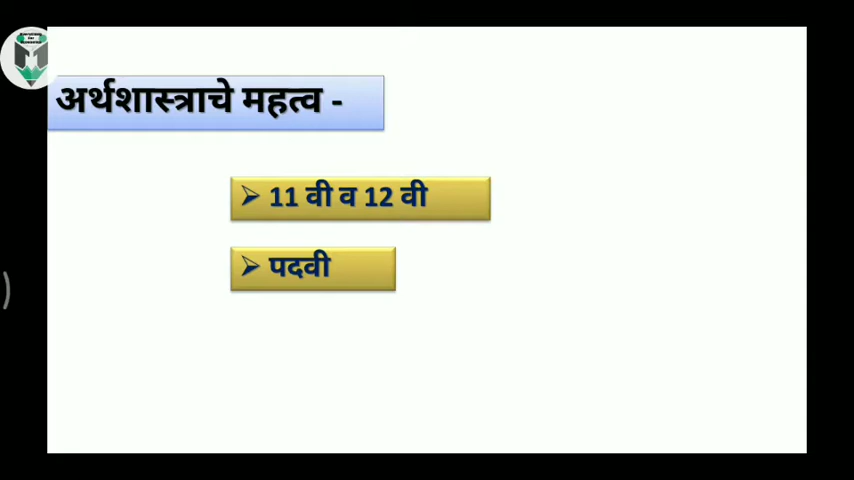 अर्थशास्त्राचे महत्व -
➢ 11 वी व 12 वी
➢ पदवी